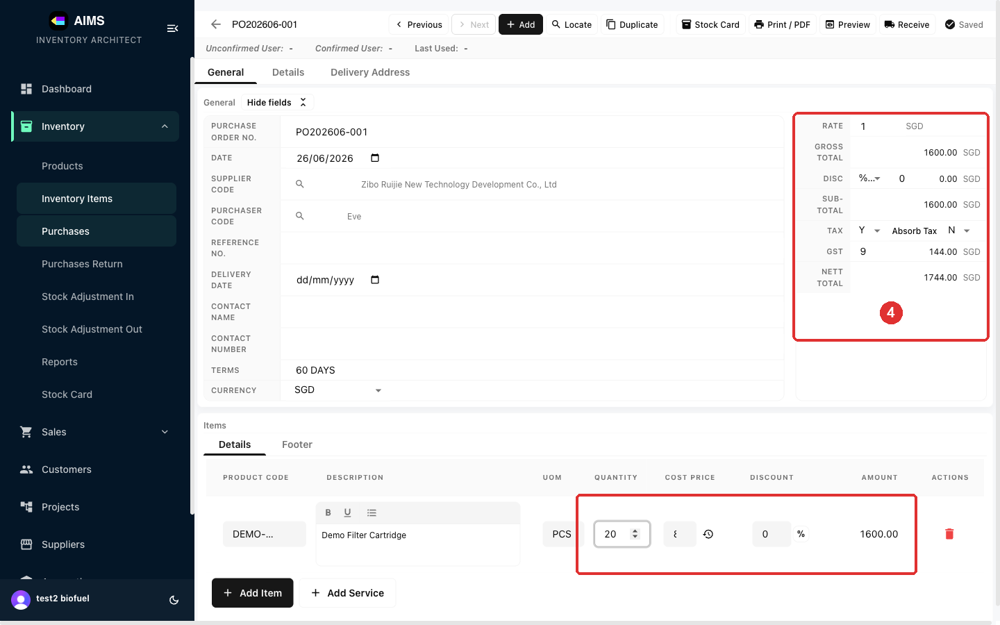 AIMS
INVENTORY ARCHITECT
Dashboard
Inventory
Products
Inventory Items
Purchases
Purchases Return
Stock Adjustment In
Stock Adjustment Out
Reports
Stock Card
Sales
Customers
Projects
Suppliers
test2 biofuel
PO202606-001
Previous
Next
Add
Locate
Duplicate
Stock Card
Print / PDF
Preview
Receive
Saved
Unconfirmed User: -
Confirmed User: -
Last Used: -
General
Details
Delivery Address
General
Hide fields
PURCHASE ORDER NO.
PO202606-001
DATE
26/06/2026
SUPPLIER CODE
Zibo Ruijie New Technology Development Co., Ltd
PURCHASER CODE
Eve
REFERENCE NO.
DELIVERY DATE
dd/mm/yyyy
CONTACT NAME
CONTACT NUMBER
TERMS
60 DAYS
CURRENCY
SGD
RATE
1
SGD
GROSS TOTAL
1600.00 SGD
DISC
%...
0
0.00 SGD
SUB-TOTAL
1600.00 SGD
TAX
Y
Absorb Tax
N
GST
9
144.00 SGD
NETT TOTAL
1744.00 SGD
4
Items
Details
Footer
PRODUCT CODE
DESCRIPTION
UOM
QUANTITY
COST PRICE
DISCOUNT
AMOUNT
ACTIONS
DEMO-...
B U
Demo Filter Cartridge
PCS
20
0
%
1600.00
Add Item
Add Service